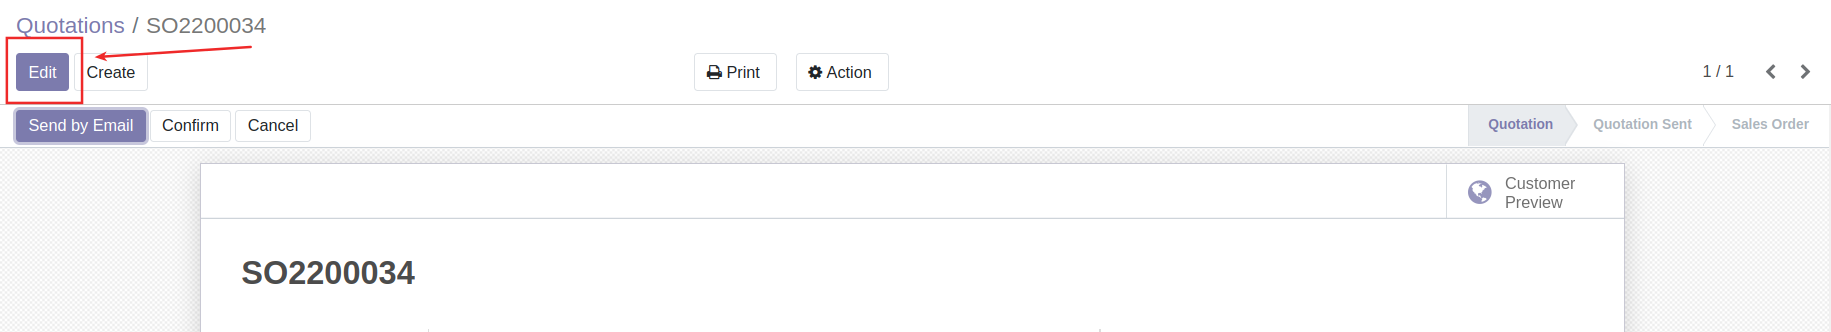 Quotations / SO2200034
Edit Create Print Action 1 / 1
Send by Email Confirm Cancel Quotation Quotation Sent Sales Order
Customer
Preview
SO2200034